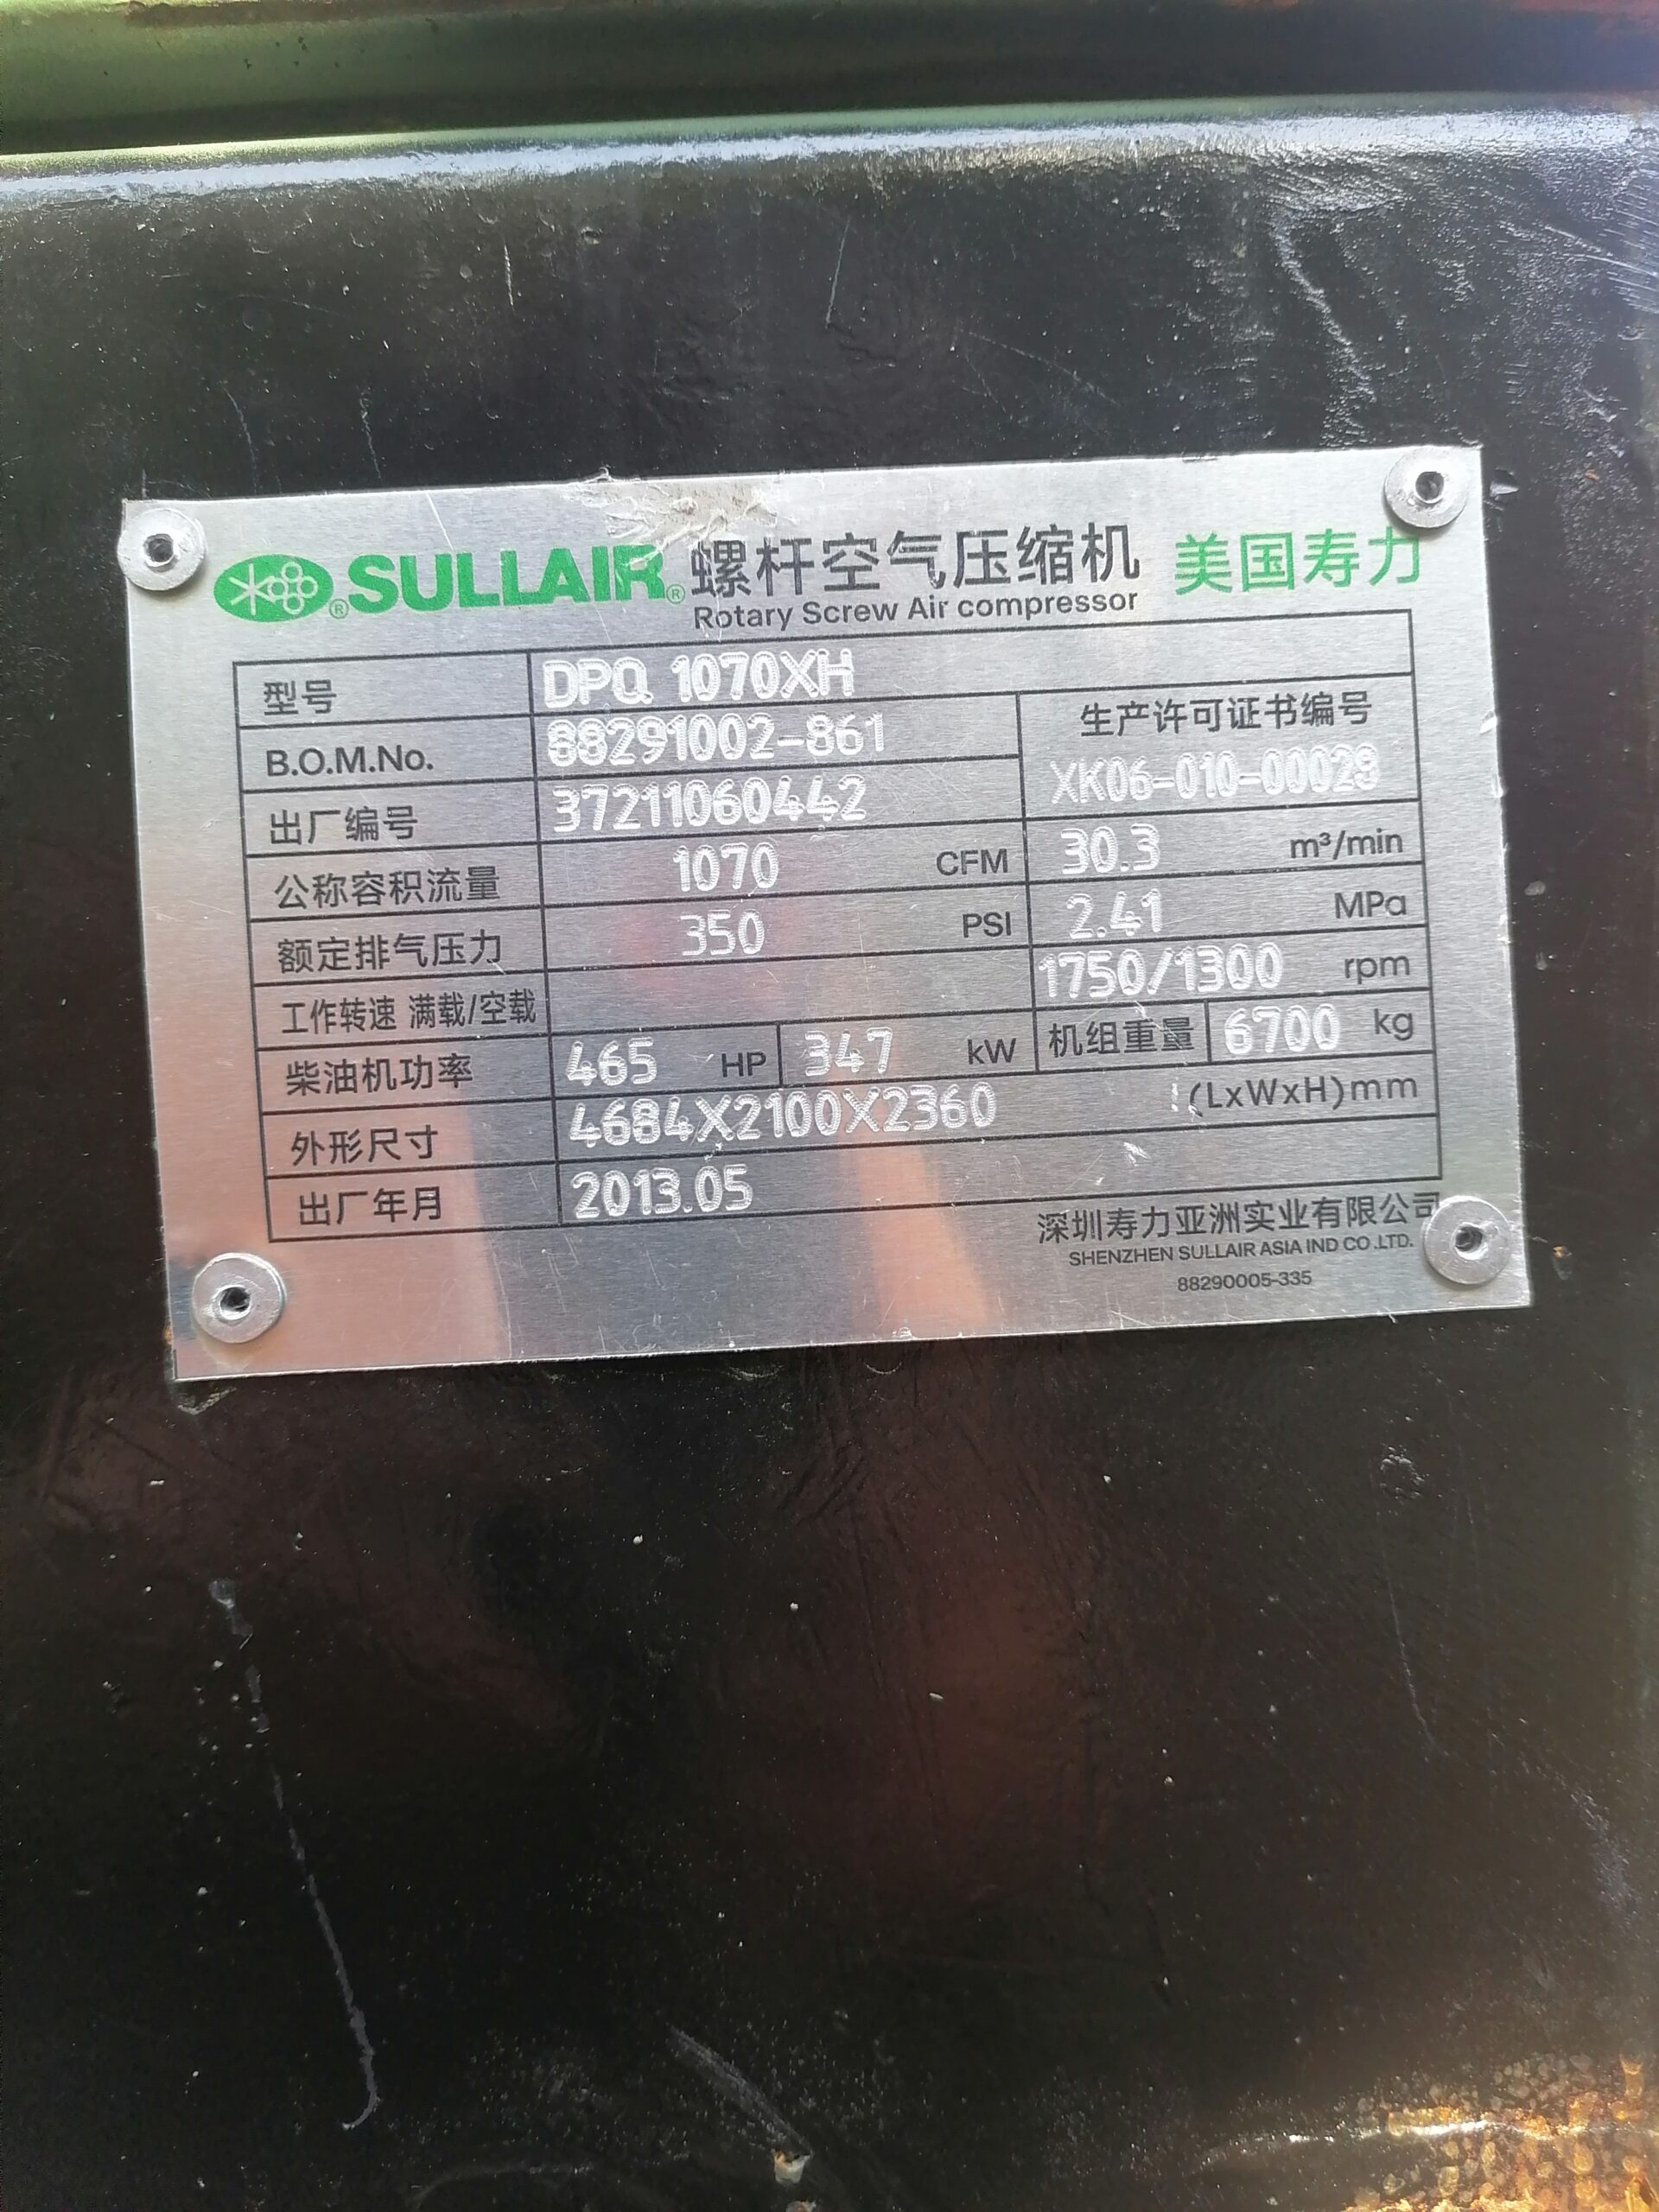 ®SULLAIR® 螺杆空气压缩机 美国寿力
Rotary Screw Air compressor
型号 DPQ 1070XH
B.O.M.No. 88291002-861 生产许可证书编号
出厂编号 37211060442 XK06-010-00029
公称容积流量 1070 CFM 30.3 m³/min
额定排气压力 350 PSI 2.41 MPa
工作转速 满载/空载 1750/1300 rpm
柴油机功率 465 HP 347 kW 机组重量 6700 kg
外形尺寸 4684X2100X2360 (LxWxH)mm
出厂年月 2013.05
深圳寿力亚洲实业有限公司
SHENZHEN SULLAIR ASIA IND CO .LTD.
88290005-335